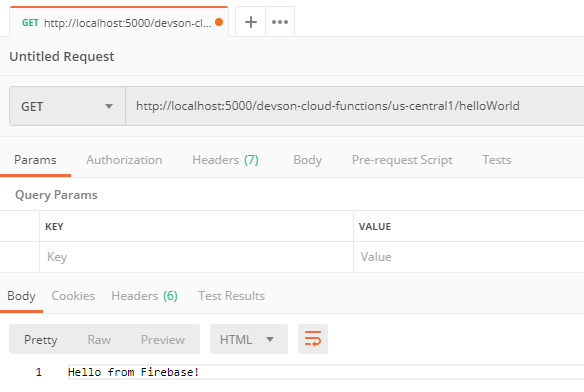 GET http://localhost:5000/devson-cl...
Untitled Request
GET http://localhost:5000/devson-cloud-functions/us-central1/helloWorld
Params Authorization Headers (7) Body Pre-request Script Tests
Query Params
KEY VALUE
Key Value
Body Cookies Headers (6) Test Results
Pretty Raw Preview HTML
1 Hello from Firebase!